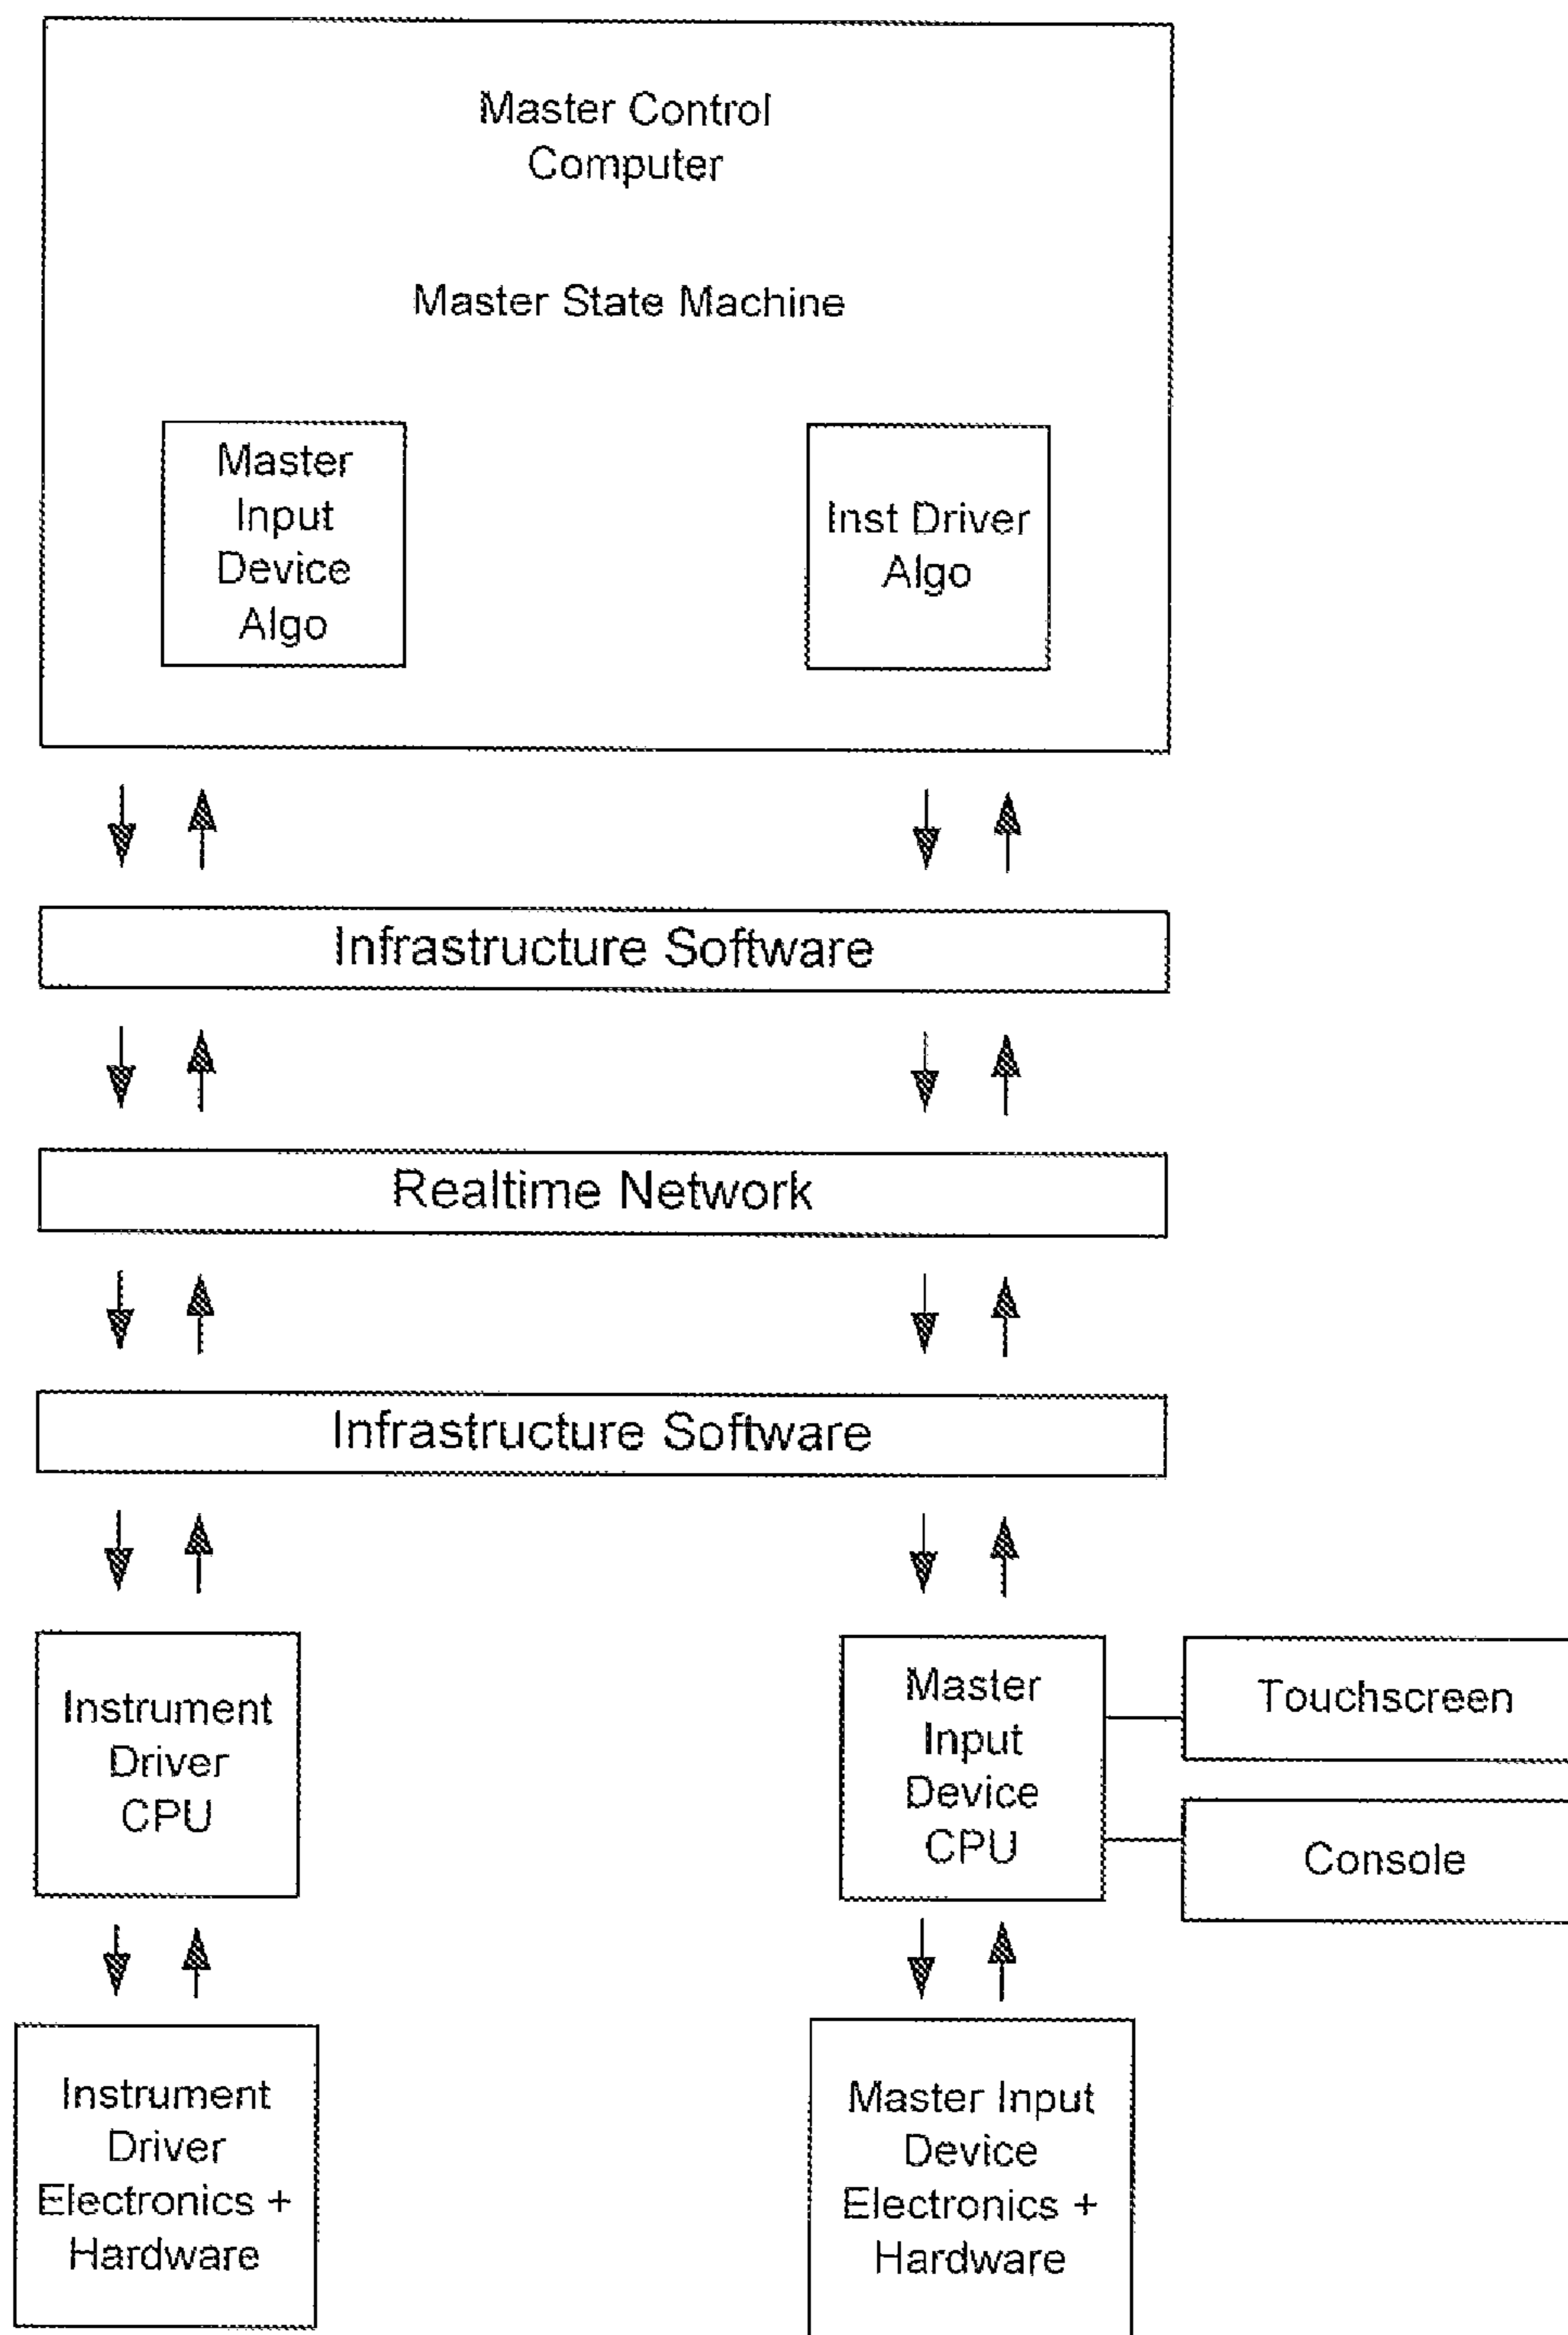 Master Control
Computer
Master State Machine
Master
Input
Device
Algo
Inst Driver
Algo
Infrastructure Software
Realtime Network
Infrastructure Software
Instrument
Driver
CPU
Master
Input
Device
CPU
Touchscreen
Console
Instrument
Driver
Electronics +
Hardware
Master Input
Device
Electronics +
Hardware